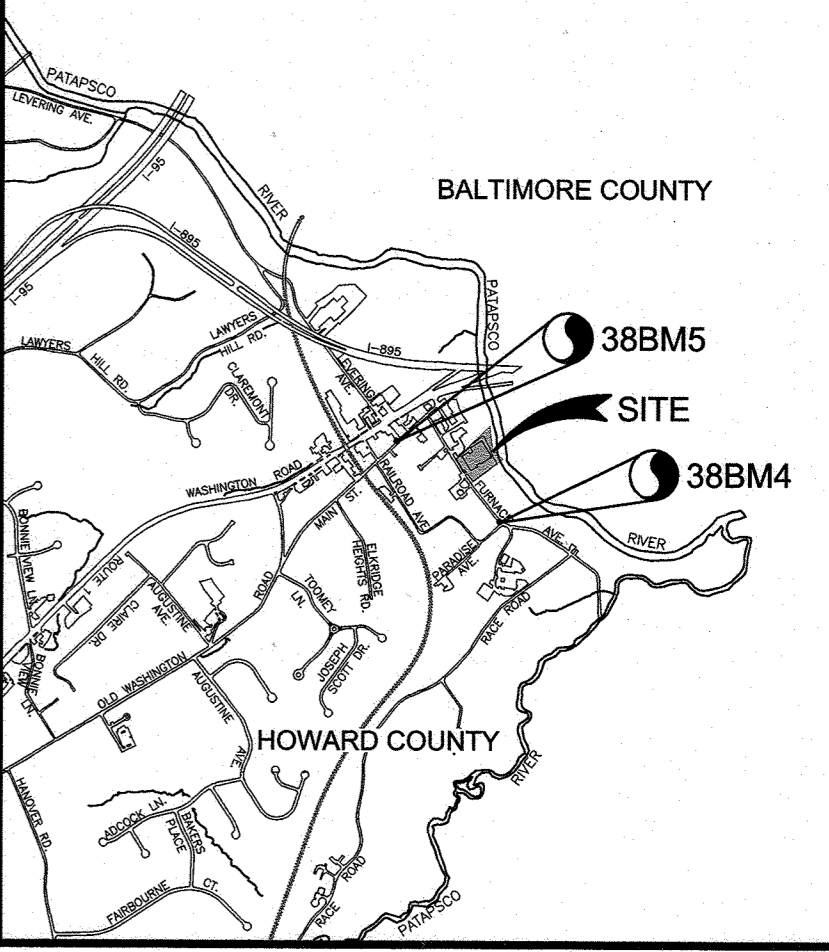 PATAPSCO
LEVERING AVE.
I-95
RIVER
BALTIMORE COUNTY
I-895
I-95
PATAPSCO
LAWYERS
HILL RD.
LAWYERS
HILL RD.
I-895
38BM5
LEVERING
AVE
CLAREMONT
DR.
SITE
38BM4
WASHINGTON ROAD
RAILROAD AVE.
FURNACE
AVE.
MAIN ST.
PARADISE
AVE.
RIVER
ELKRIDGE
HEIGHTS RD.
BONNIE
VIEW LN.
ROUTE 1
AUGUSTINE
AVE.
CLAIRE DR.
ROAD
TOOMEY
LN.
RACE ROAD
JOSEPH
SCOTT DR.
BONNIE
VIEW
LN.
OLD WASHINGTON
AUGUSTINE
AVE.
HOWARD COUNTY
RIVER
HANOVER RD.
ADCOCK LN.
BAKERS
PLACE
FAIRBOURNE CT.
RACE ROAD
PATAPSCO